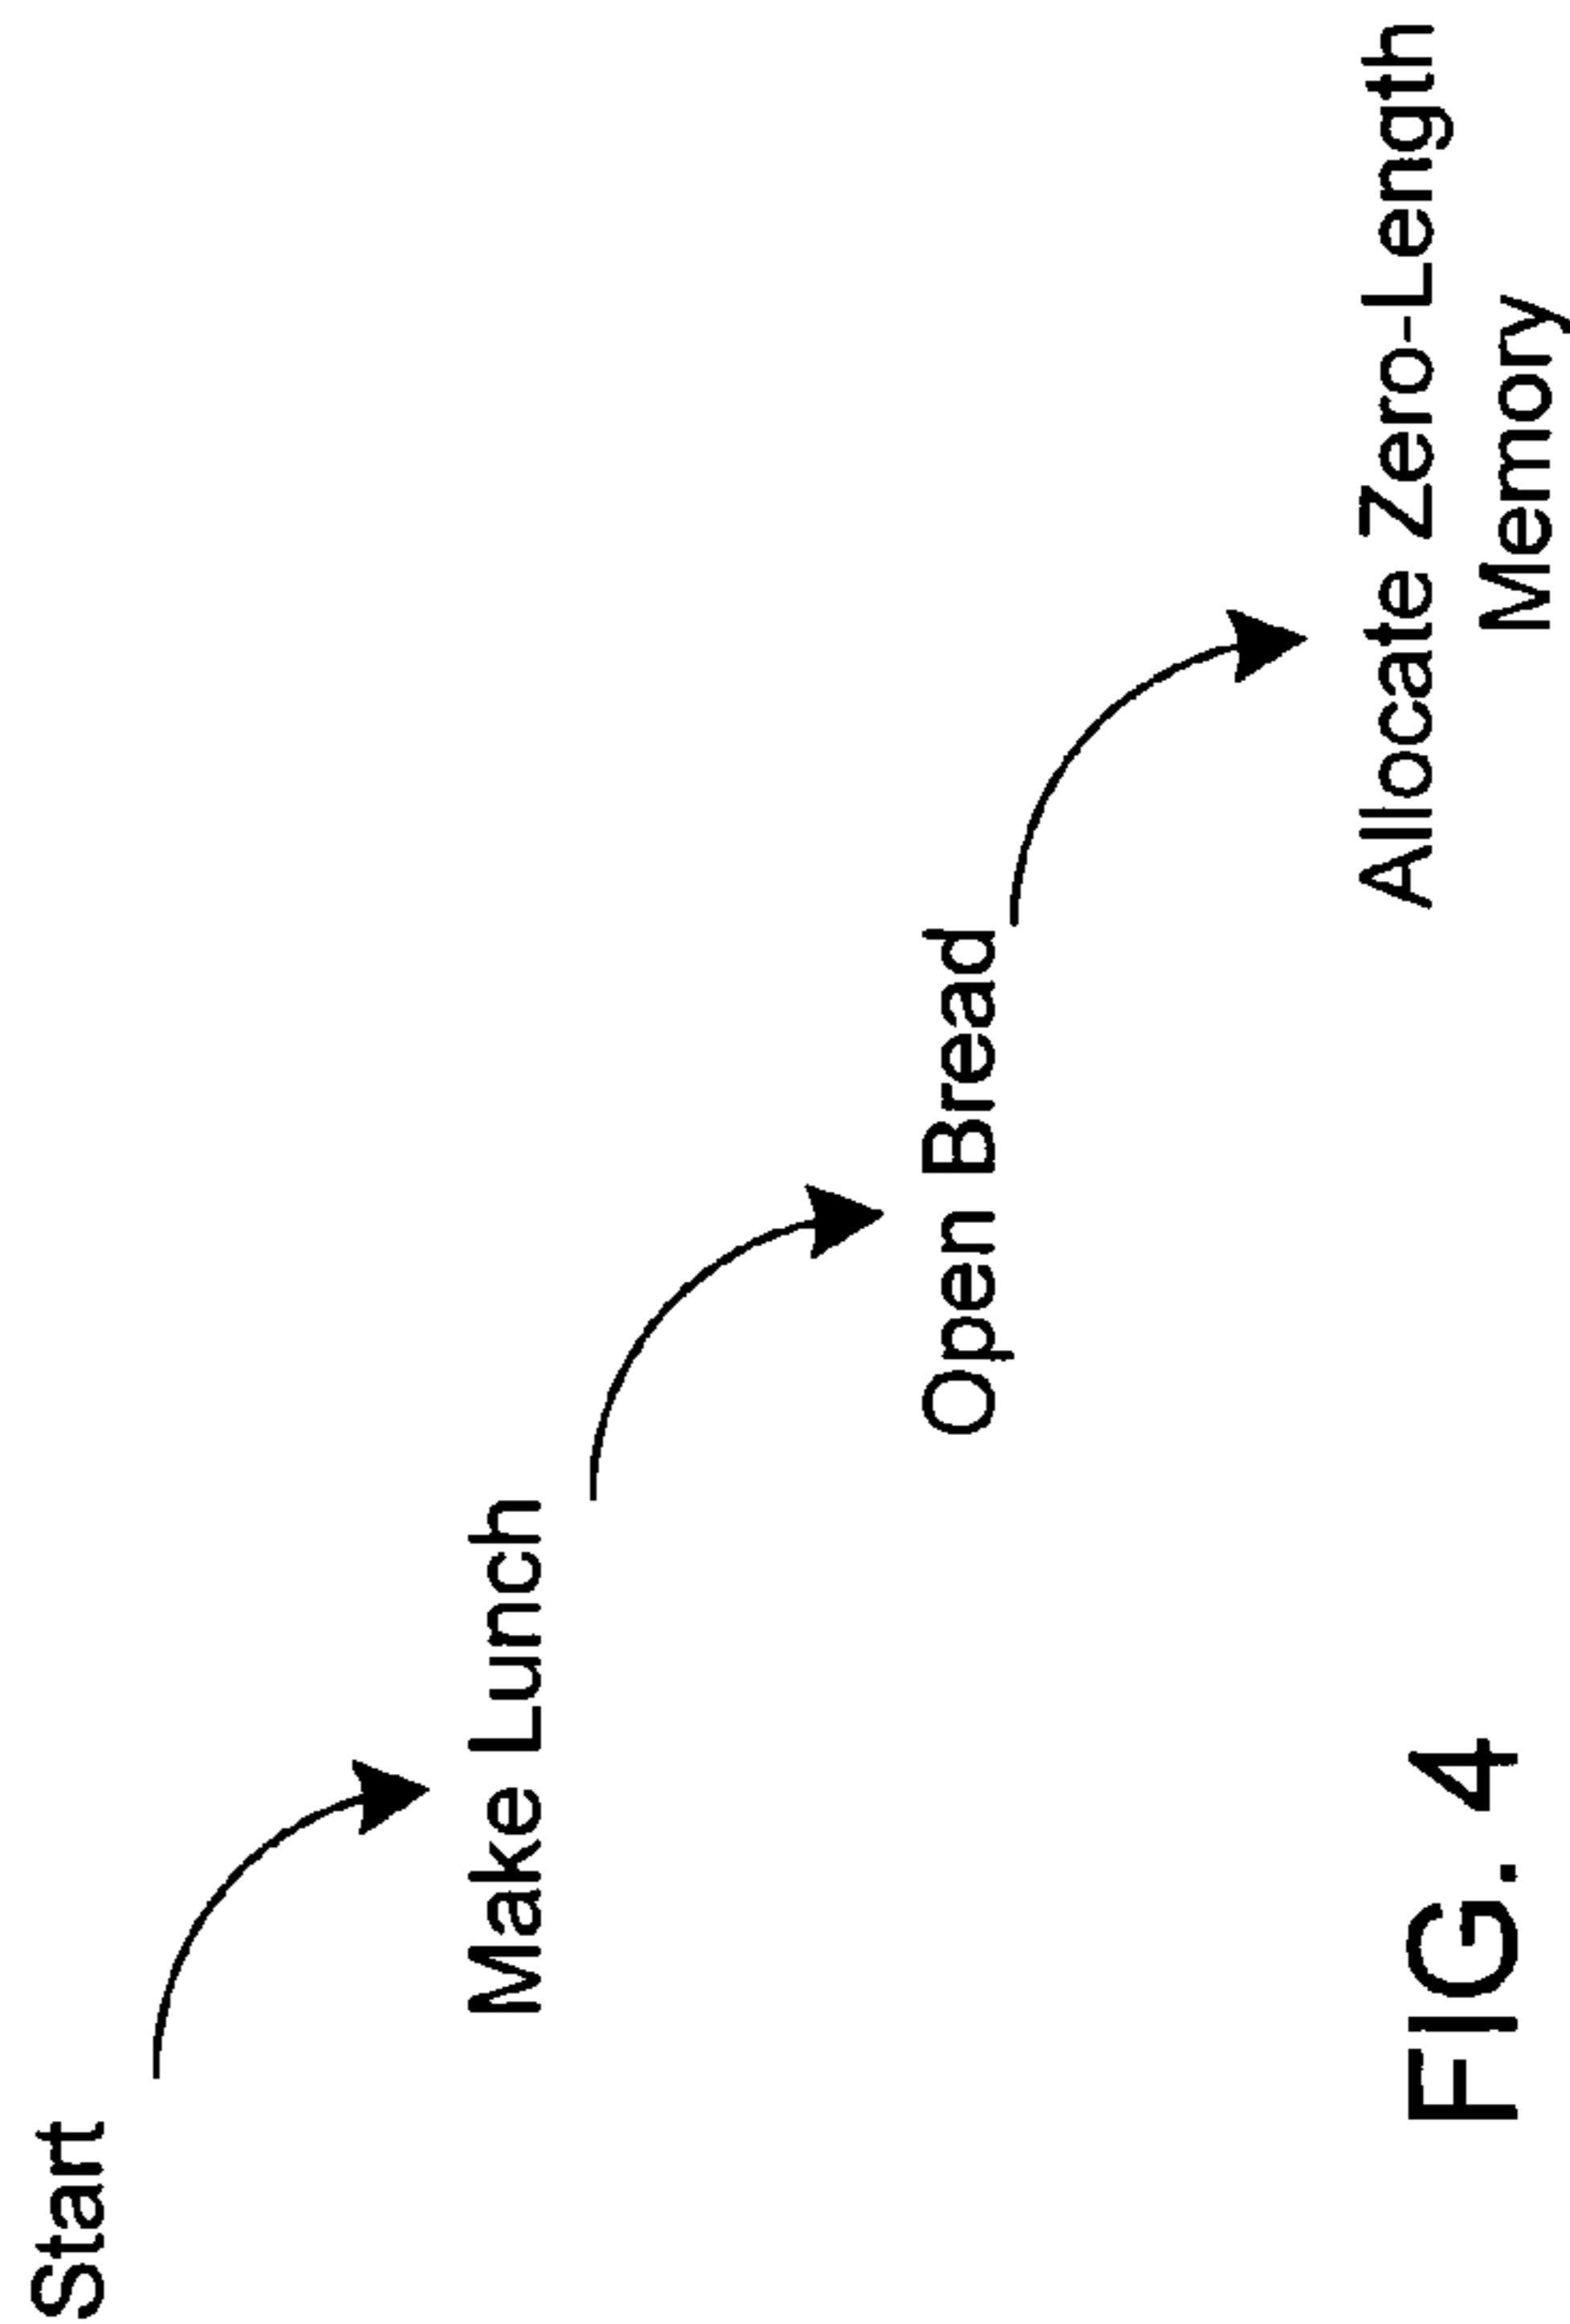 Start
Make Lunch
Open Bread
Allocate Zero-Length
Memory
FIG. 4